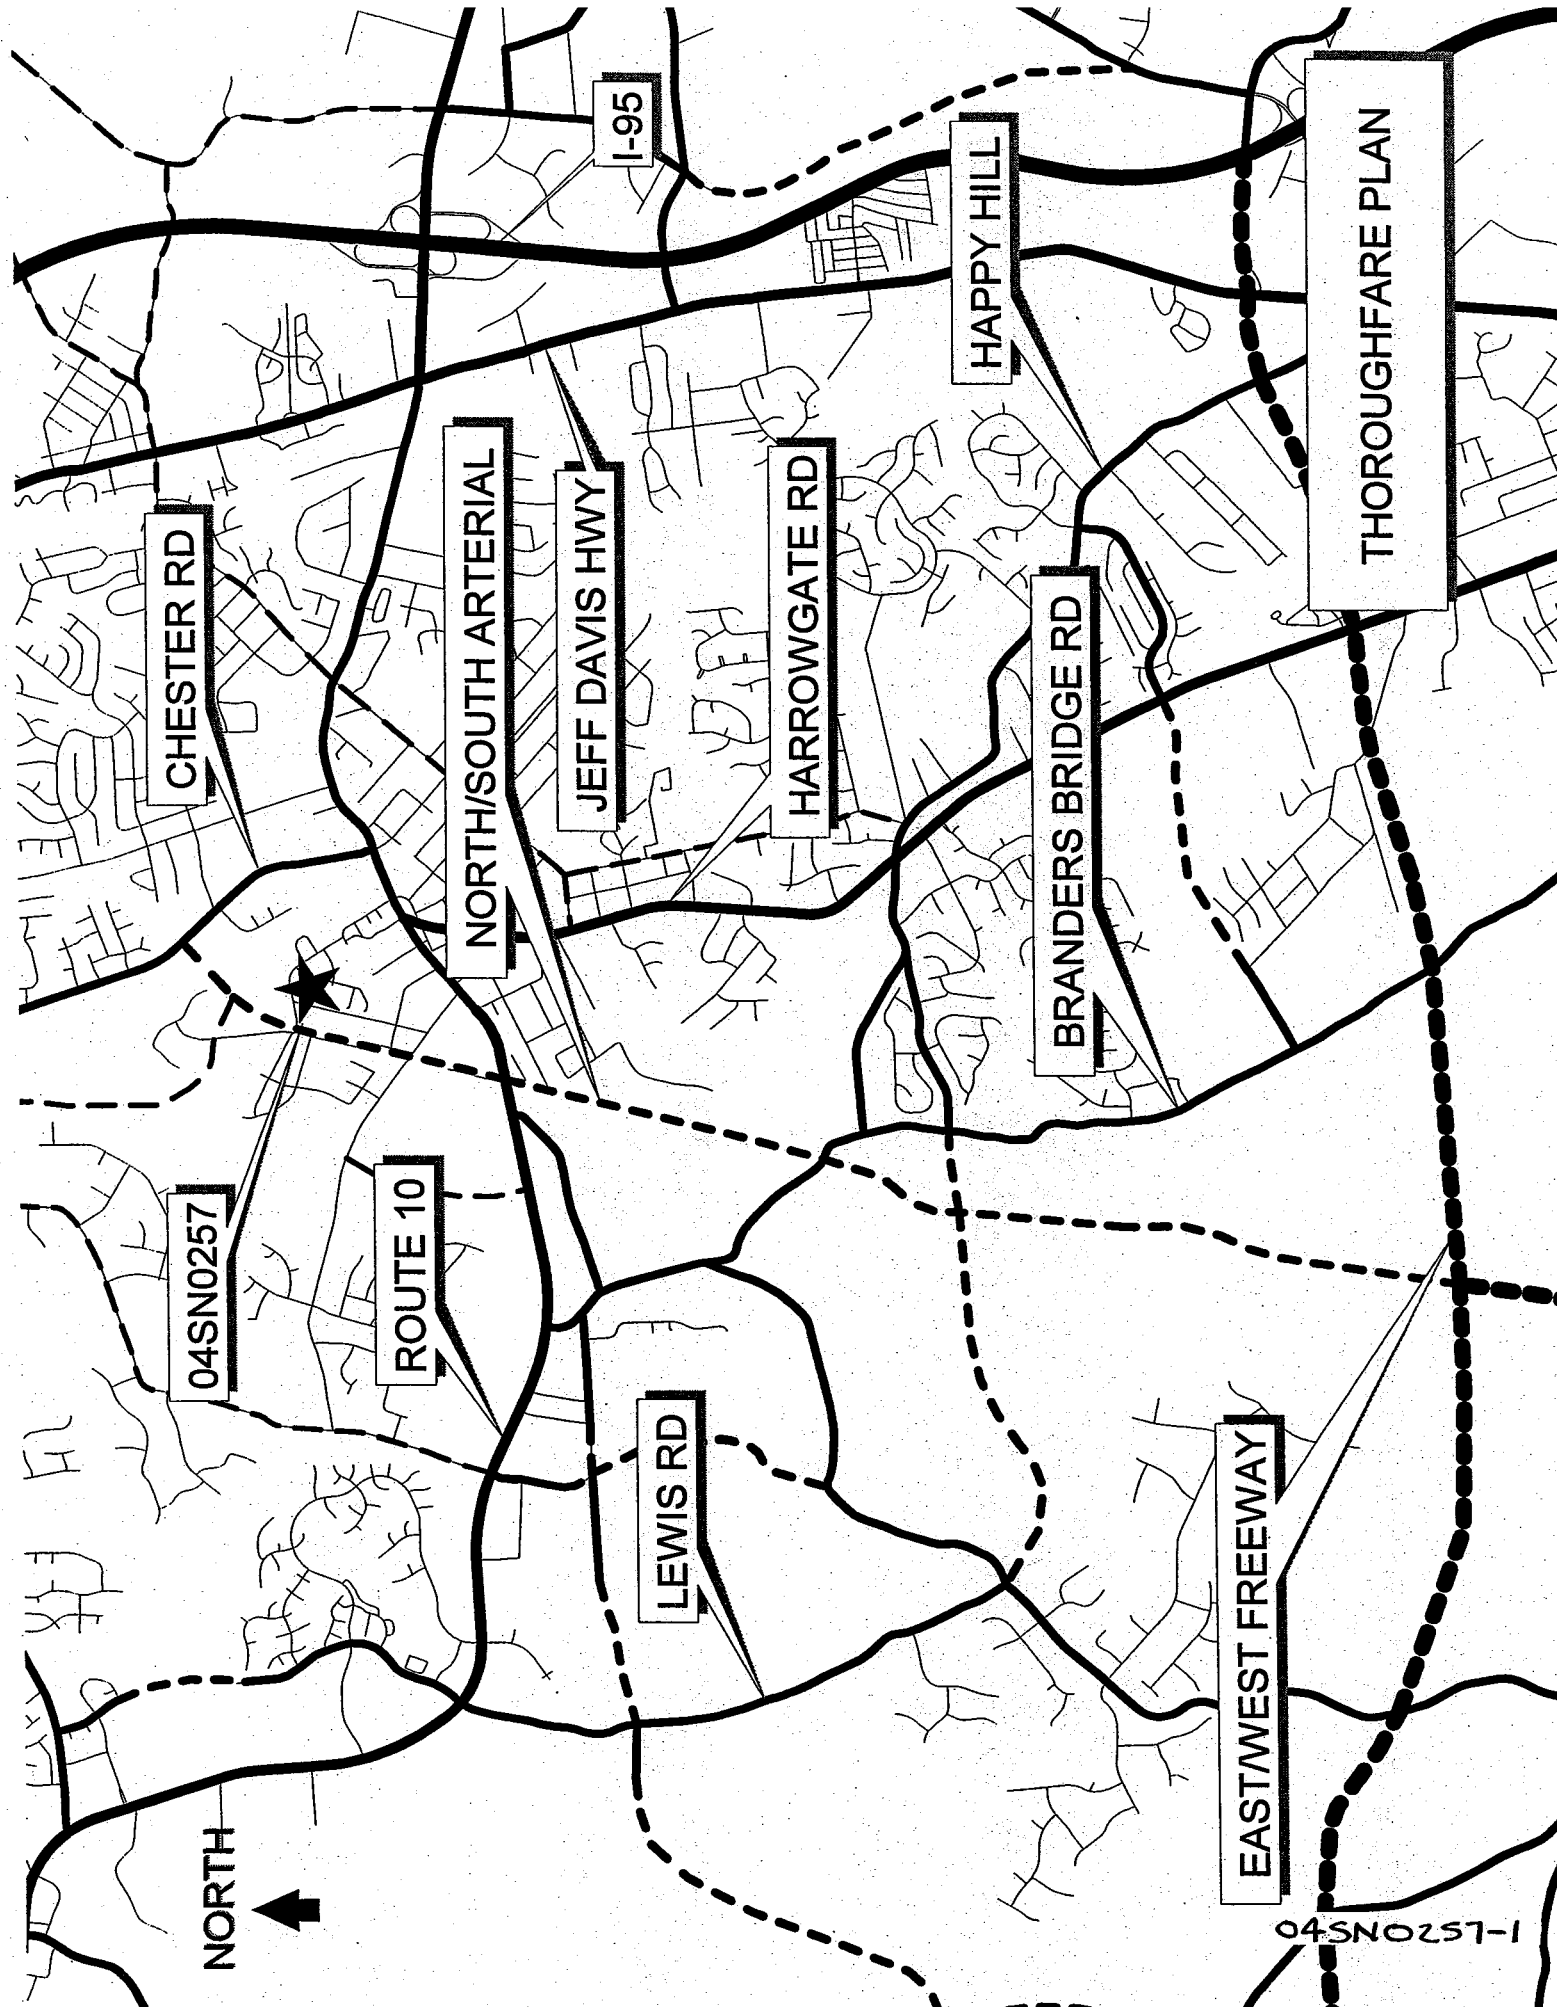 I-95
HAPPY HILL
THOROUGHFARE PLAN
CHESTER RD
NORTH/SOUTH ARTERIAL
JEFF DAVIS HWY
HARROWGATE RD
BRANDERS BRIDGE RD
04SN0257
ROUTE 10
LEWIS RD
EAST/WEST FREEWAY
NORTH
04SN0257-1